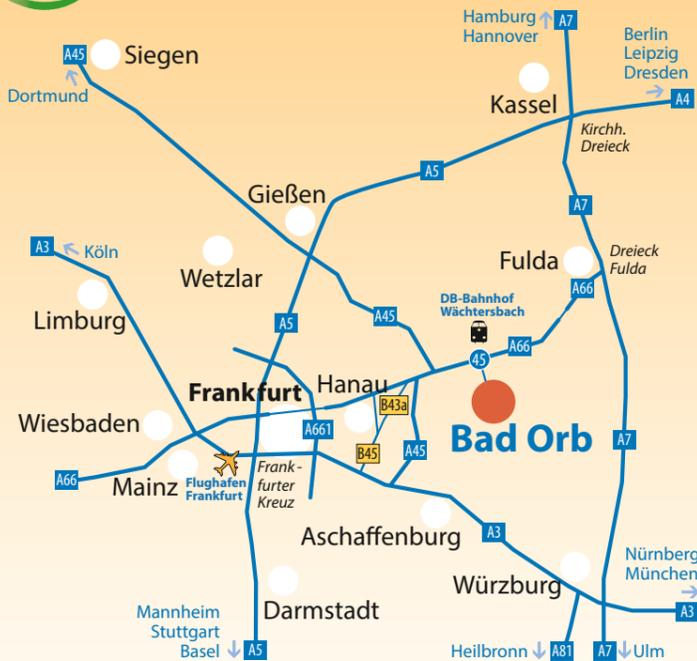 Hamburg
Hannover
A7
Berlin
Leipzig
Dresden
A45
Siegen
Dortmund
Kassel
A4
Kirchh.
Dreieck
A5
Gießen
A7
A3
Köln
Wetzlar
Fulda
Dreieck
Fulda
A66
Limburg
DB-Bahnhof
Wächtersbach
A5
A45
45
A66
Frankfurt
Hanau
B43a
Wiesbaden
A661
Bad Orb
B45
A45
A7
A66
Mainz
Flughafen
Frankfurt
Frank-
furter
Kreuz
Aschaffenburg
A3
Würzburg
Nürnberg
München
Darmstadt
A3
Mannheim
Stuttgart
Basel
A5
Heilbronn
A81
A7
Ulm